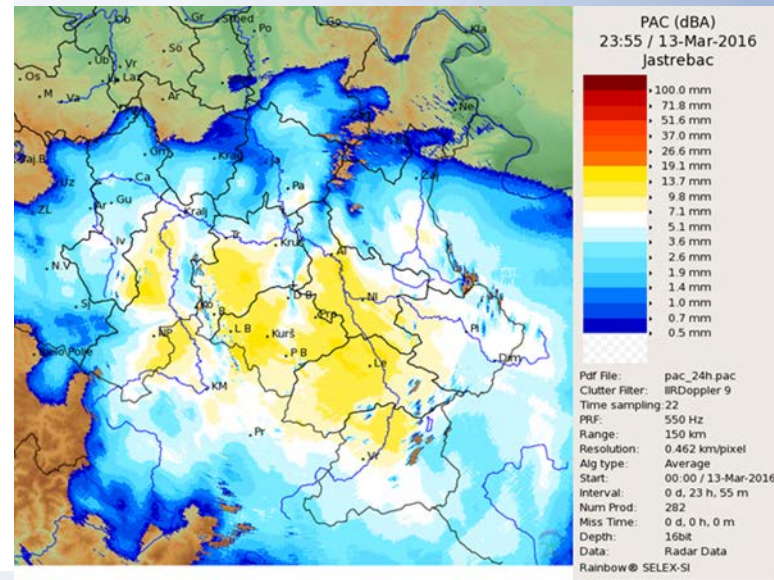 PAC (dBA)
23:55 / 13-Mar-2016
Jastrebac
100.0 mm
71.8 mm
51.6 mm
37.0 mm
26.6 mm
19.1 mm
13.7 mm
9.8 mm
7.1 mm
5.1 mm
3.6 mm
2.6 mm
1.9 mm
1.4 mm
1.0 mm
0.7 mm
0.5 mm
Pdf File: pac_24h.pac
Clutter Filter: IIRDoppler 9
Time sampling: 22
PRF: 550 Hz
Range: 150 km
Resolution: 0.462 km/pixel
Alg type: Average
Start: 00:00 / 13-Mar-2016
Interval: 0 d, 23 h, 55 m
Num Prod: 282
Miss Time: 0 d, 0 h, 0 m
Depth: 16bit
Data: Radar Data
Rainbow® SELEX-SI
Gr
Po
Go
Kla
So
Ub
Vr
Os
M
Va
Ar
Ne
Gm
Ja
Zaj
Uz
Ca
Pa
ZL
Ar
Gu
Kralj
Iv
Tr
Kruš
Al
N.V
Sj
D B
Ni
B
Pro
NP
L B
Kurš
Pi
P B
Le
Dim
KM
Pr
Vr